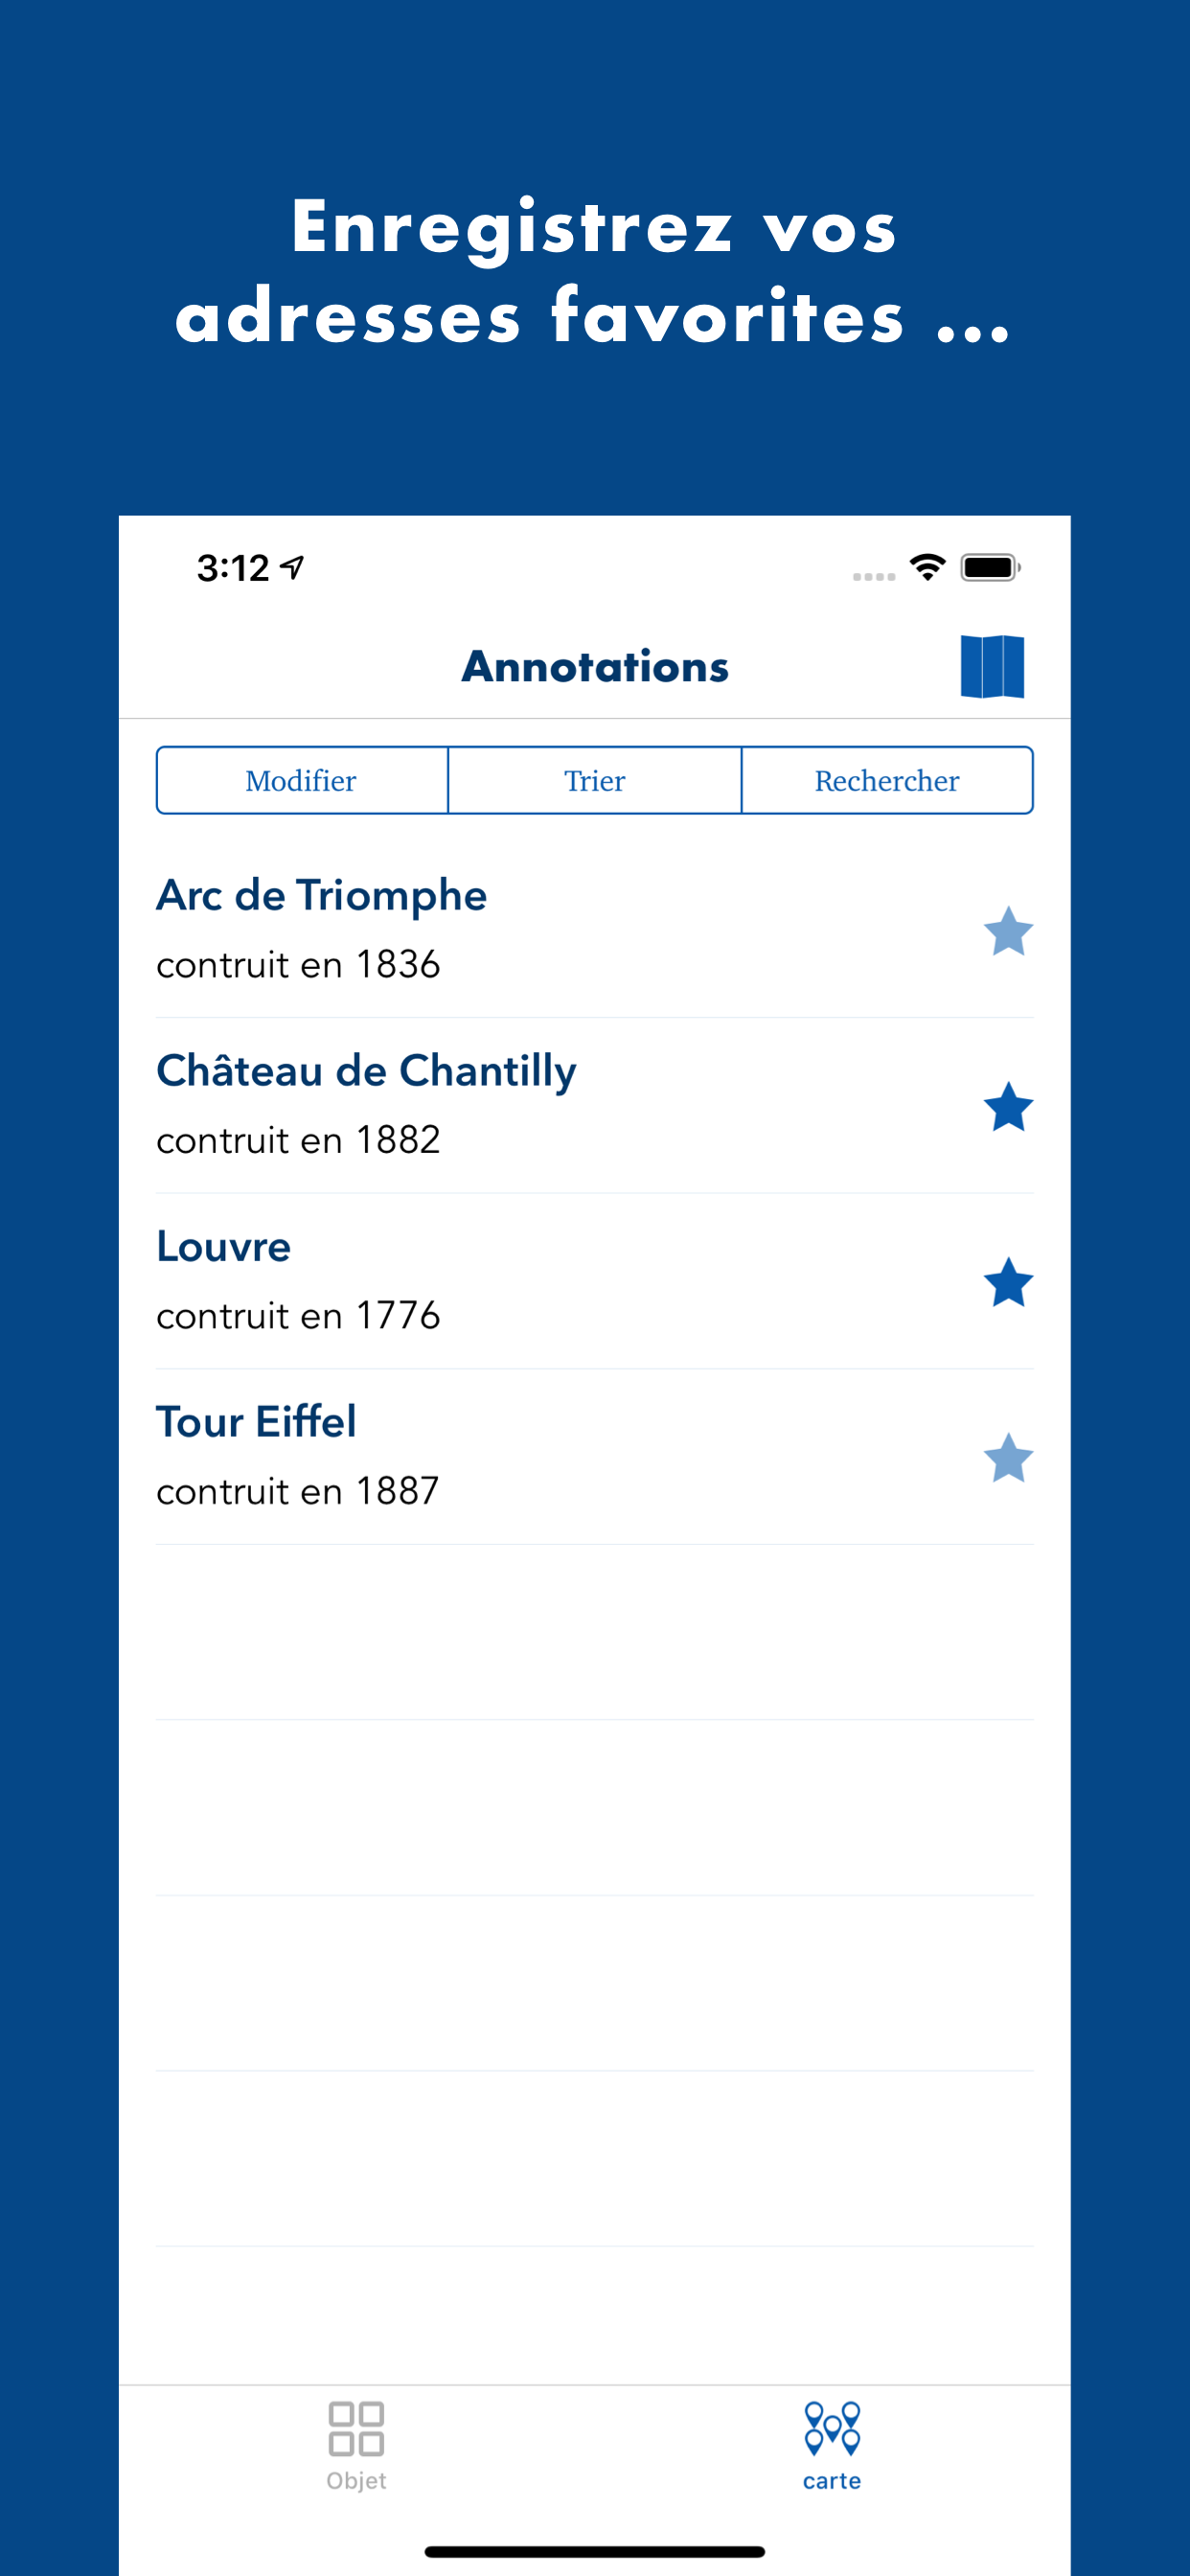 Enregistrez vos
adresses favorites ...
3:12
Annotations
Modifier Trier Rechercher
Arc de Triomphe
contruit en 1836
Château de Chantilly
contruit en 1882
Louvre
contruit en 1776
Tour Eiffel
contruit en 1887
Objet carte